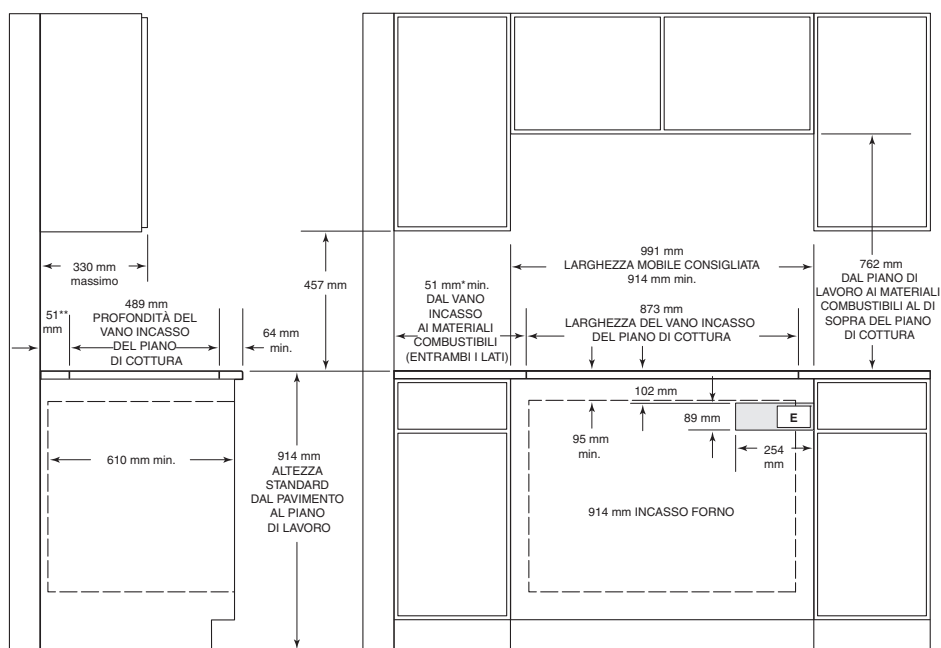 330 mm
massimo
51**
mm
489 mm
PROFONDITÀ DEL
VANO INCASSO
DEL PIANO
DI COTTURA
64 mm
min.
457 mm
610 mm min.
914 mm
ALTEZZA
STANDARD
DAL PAVIMENTO
AL PIANO
DI LAVORO
51 mm* min.
DAL VANO
INCASSO
AI MATERIALI
COMBUSTIBILI
(ENTRAMBI I LATI)
991 mm
LARGHEZZA MOBILE CONSIGLIATA
914 mm min.
873 mm
LARGHEZZA DEL VANO INCASSO
DEL PIANO DI COTTURA
762 mm
DAL PIANO DI
LAVORO AI MATERIALI
COMBUSTIBILI AL DI
SOPRA DEL PIANO
DI COTTURA
102 mm
89 mm
E
95 mm
min.
254
mm
914 mm INCASSO FORNO